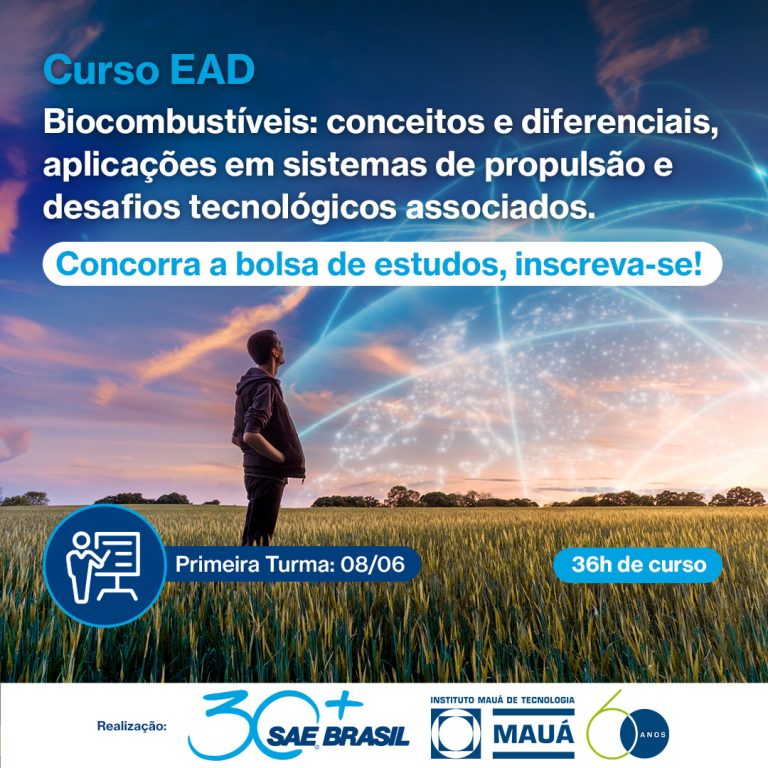 Curso EAD
Biocombustíveis: conceitos e diferenciais,
aplicações em sistemas de propulsão e
desafios tecnológicos associados.
Concorra a bolsa de estudos, inscreva-se!
Primeira Turma: 08/06
36h de curso
Realização:
30+
SAE BRASIL
INSTITUTO MAUÁ DE TECNOLOGIA
MAUÁ
60
ANOS